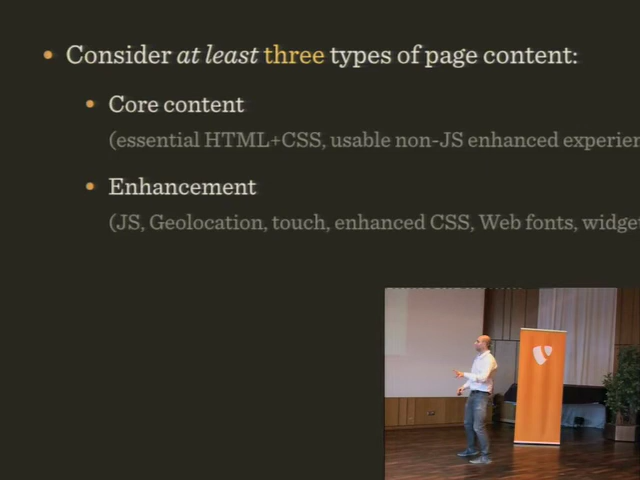 Consider at least three types of page content:
Core content
(essential HTML+CSS, usable non-JS enhanced
Enhancement
(JS, Geolocation, touch, enhanced CSS, Web fonts,